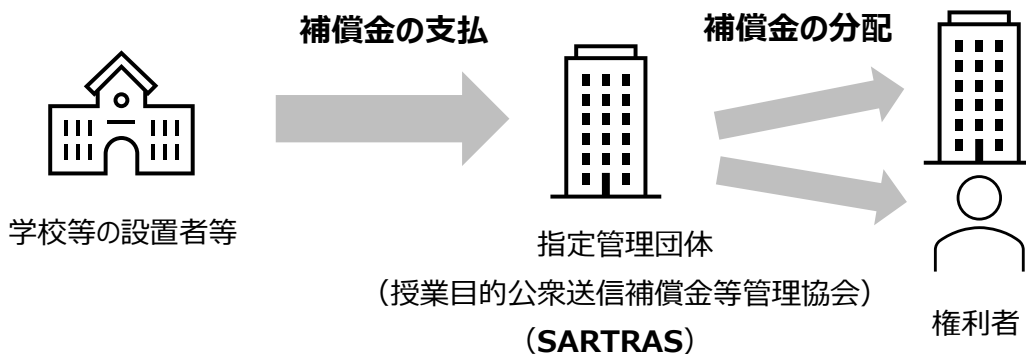 補償金の支払
補償金の分配
学校等の設置者等
指定管理団体
（授業目的公衆送信補償金等管理協会）
（SARTRAS）
権利者